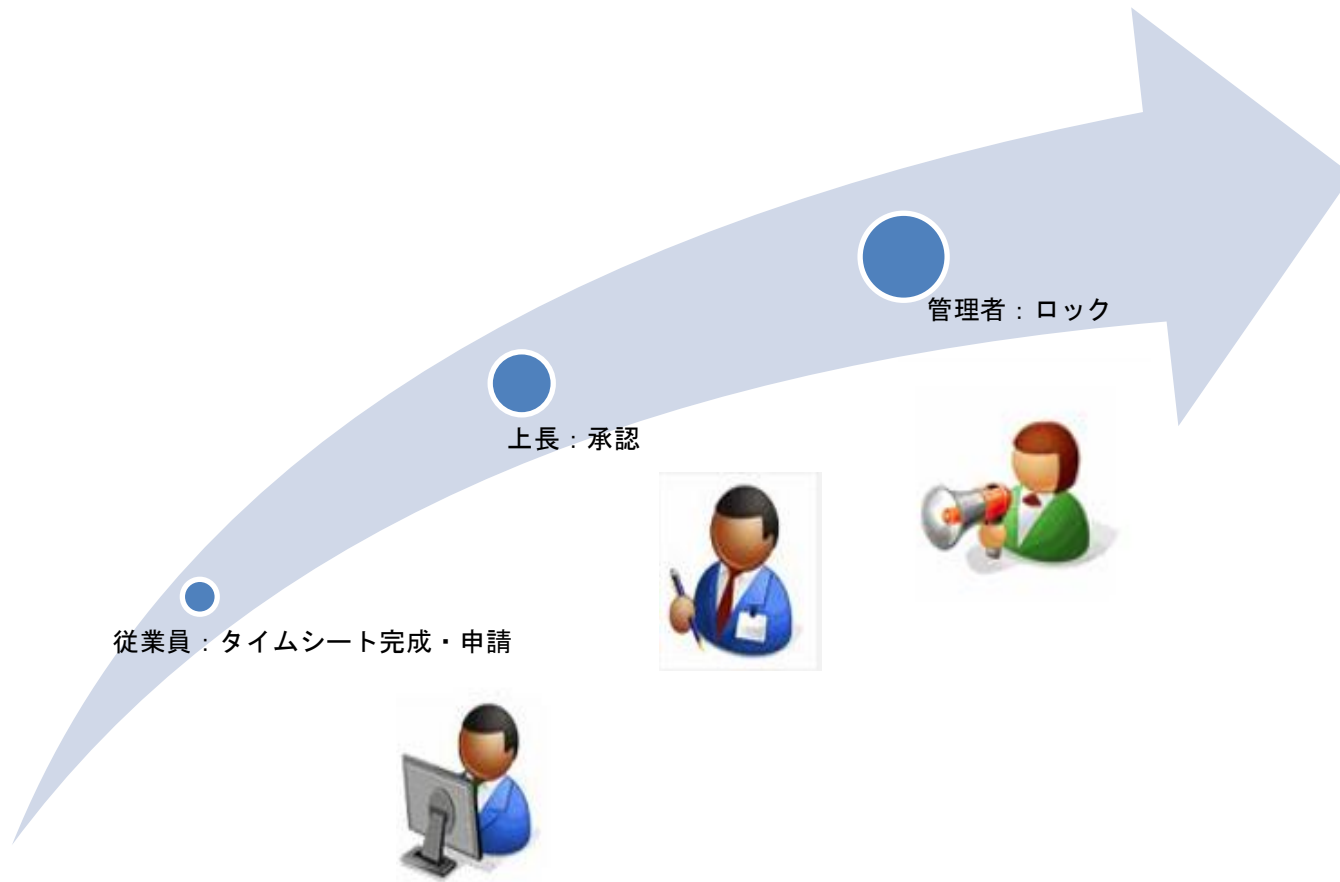 管理者：ロック
上長：承認
従業員：タイムシート完成・申請